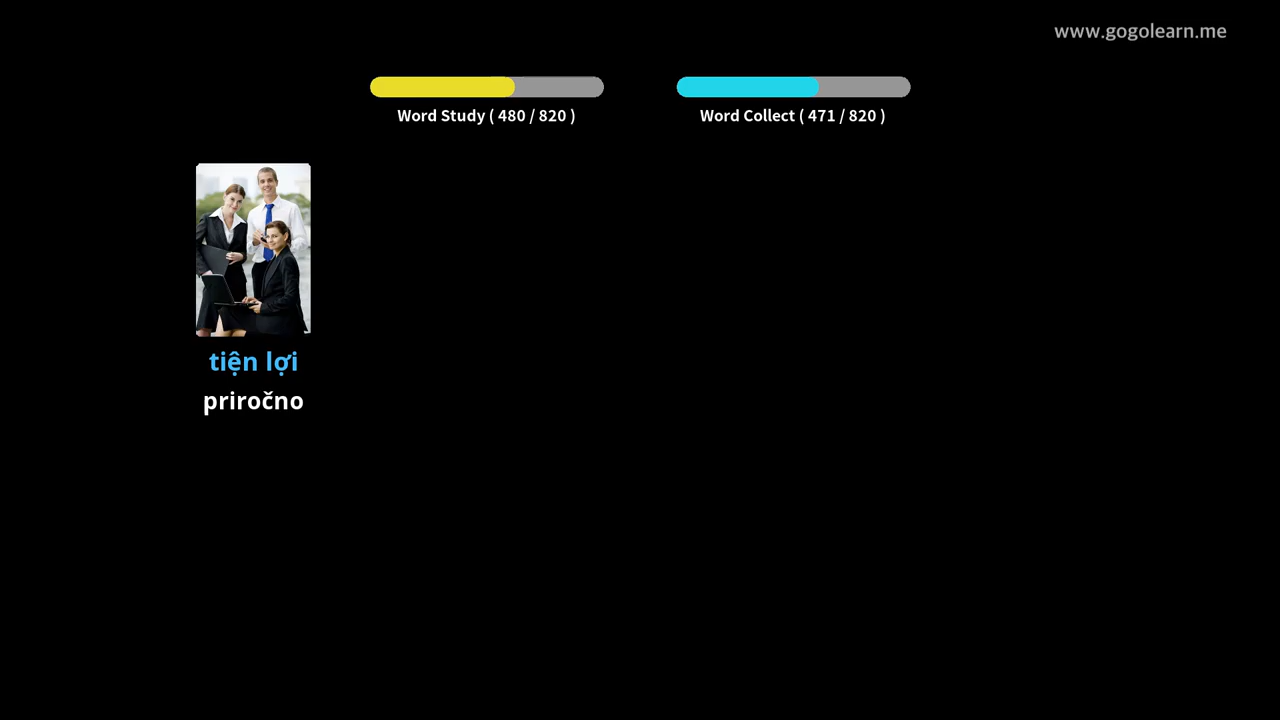 www.gogolearn.me
Word Study ( 480 / 820 )
Word Collect ( 471 / 820 )
tiện lợi
priročno